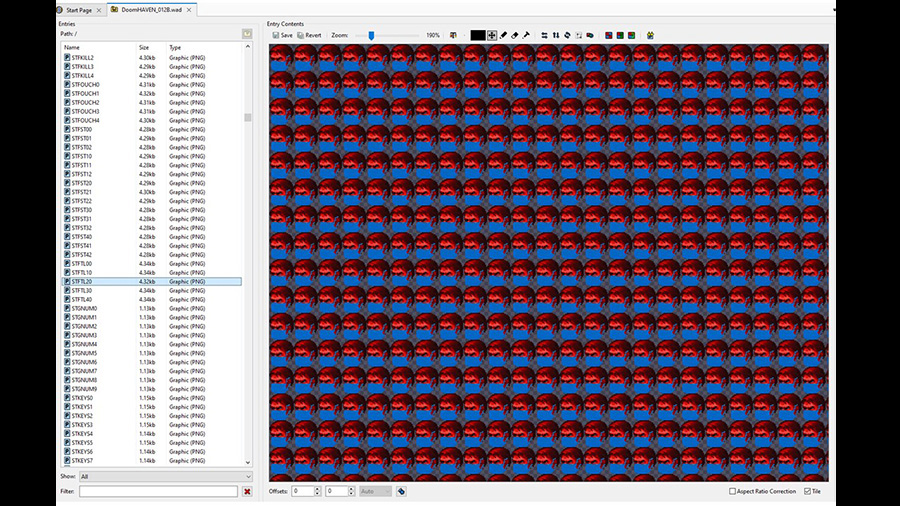 Start Page
DoomHAVEN_012B.wad
Entries
Entry Contents
Path: /
Save Revert Zoom: 190%
Name Size Type
STFKILL2 4.30kb Graphic (PNG)
STFKILL3 4.29kb Graphic (PNG)
STFKILL4 4.29kb Graphic (PNG)
STFOUCH0 4.31kb Graphic (PNG)
STFOUCH1 4.32kb Graphic (PNG)
STFOUCH2 4.31kb Graphic (PNG)
STFOUCH3 4.31kb Graphic (PNG)
STFOUCH4 4.30kb Graphic (PNG)
STFST00 4.28kb Graphic (PNG)
STFST01 4.29kb Graphic (PNG)
STFST02 4.28kb Graphic (PNG)
STFST10 4.29kb Graphic (PNG)
STFST11 4.28kb Graphic (PNG)
STFST12 4.29kb Graphic (PNG)
STFST20 4.29kb Graphic (PNG)
STFST21 4.30kb Graphic (PNG)
STFST22 4.29kb Graphic (PNG)
STFST30 4.28kb Graphic (PNG)
STFST31 4.28kb Graphic (PNG)
STFST32 4.28kb Graphic (PNG)
STFST40 4.28kb Graphic (PNG)
STFST41 4.28kb Graphic (PNG)
STFST42 4.28kb Graphic (PNG)
STFTL00 4.34kb Graphic (PNG)
STFTL10 4.34kb Graphic (PNG)
STFTL20 4.32kb Graphic (PNG)
STFTL30 4.34kb Graphic (PNG)
STFTL40 4.34kb Graphic (PNG)
STGNUM0 1.13kb Graphic (PNG)
STGNUM1 1.13kb Graphic (PNG)
STGNUM2 1.13kb Graphic (PNG)
STGNUM3 1.13kb Graphic (PNG)
STGNUM4 1.13kb Graphic (PNG)
STGNUM5 1.13kb Graphic (PNG)
STGNUM6 1.13kb Graphic (PNG)
STGNUM7 1.13kb Graphic (PNG)
STGNUM8 1.13kb Graphic (PNG)
STGNUM9 1.13kb Graphic (PNG)
STKEYS0 1.15kb Graphic (PNG)
STKEYS1 1.15kb Graphic (PNG)
STKEYS2 1.15kb Graphic (PNG)
STKEYS3 1.14kb Graphic (PNG)
STKEYS4 1.14kb Graphic (PNG)
STKEYS5 1.14kb Graphic (PNG)
STKEYS6 1.14kb Graphic (PNG)
STKEYS7 1.14kb Graphic (PNG)
Show: All
Filter:
Offsets: 0 0 Auto Aspect Ratio Correction Tile